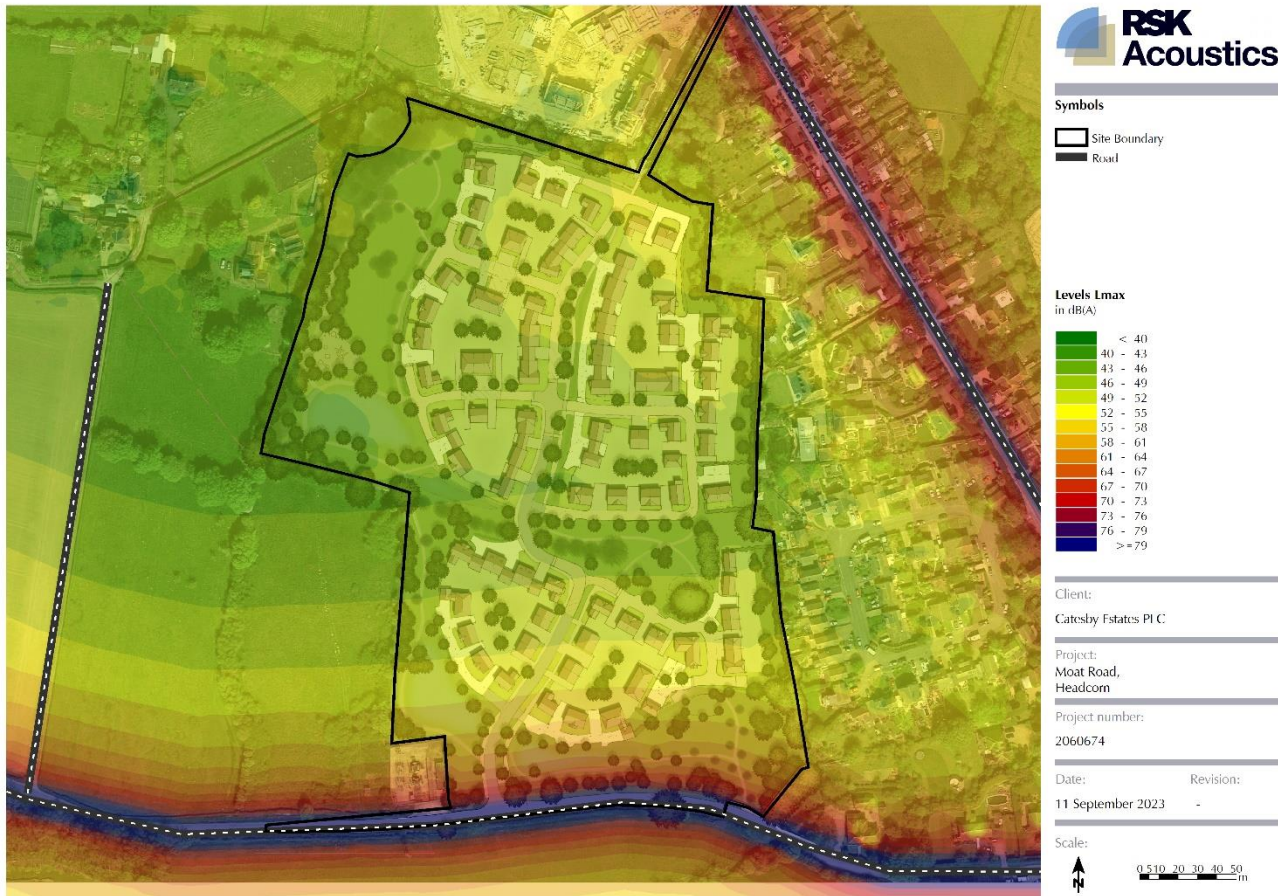 RSK
Acoustics
Symbols
Site Boundary
Road
Levels Lmax
in dB(A)
< 40
40 - 43
43 - 46
46 - 49
49 - 52
52 - 55
55 - 58
58 - 61
61 - 64
64 - 67
67 - 70
70 - 73
73 - 76
76 - 79
>=79
Client:
Catesby Estates PLC
Project:
Moat Road,
Headcorn
Project number:
2060674
Date: Revision:
11 September 2023 -
Scale:
N
0 5 10 20 30 40 50
m